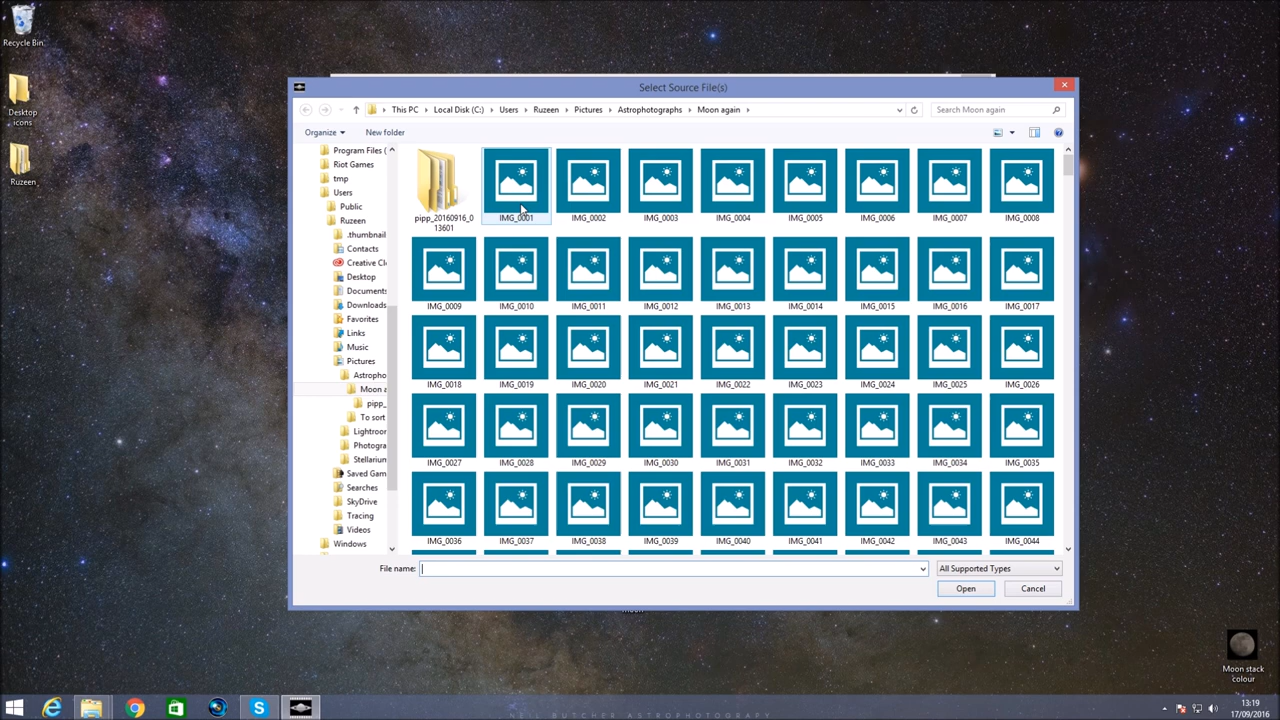 Recycle Bin
Desktop
icons
Ruzeen
Select Source File(s)
This PC
Local Disk (C:)
Users
Ruzeen
Pictures
Astrophotographs
Moon again
Search Moon again
Organize
New folder
Program Files (
Riot Games
tmp
Users
Public
Ruzeen
.thumbnail
Contacts
Creative Clo
Desktop
Documents
Downloads
Favorites
Links
Music
Pictures
Astropho
Moon a
pipp_
To sort
Lightroom
Photogra
Stellarium
Saved Gam
Searches
SkyDrive
Tracing
Videos
Windows
pipp_20160916_0
13601
IMG_0001
IMG_0002
IMG_0003
IMG_0004
IMG_0005
IMG_0006
IMG_0007
IMG_0008
IMG_0009
IMG_0010
IMG_0011
IMG_0012
IMG_0013
IMG_0014
IMG_0015
IMG_0016
IMG_0017
IMG_0018
IMG_0019
IMG_0020
IMG_0021
IMG_0022
IMG_0023
IMG_0024
IMG_0025
IMG_0026
IMG_0027
IMG_0028
IMG_0029
IMG_0030
IMG_0031
IMG_0032
IMG_0033
IMG_0034
IMG_0035
IMG_0036
IMG_0037
IMG_0038
IMG_0039
IMG_0040
IMG_0041
IMG_0042
IMG_0043
IMG_0044
File name:
All Supported Types
Open
Cancel
Moon stack
colour
NEIL BUTCHER ASTROPHOTOGRAPY
13:19
17/09/2016